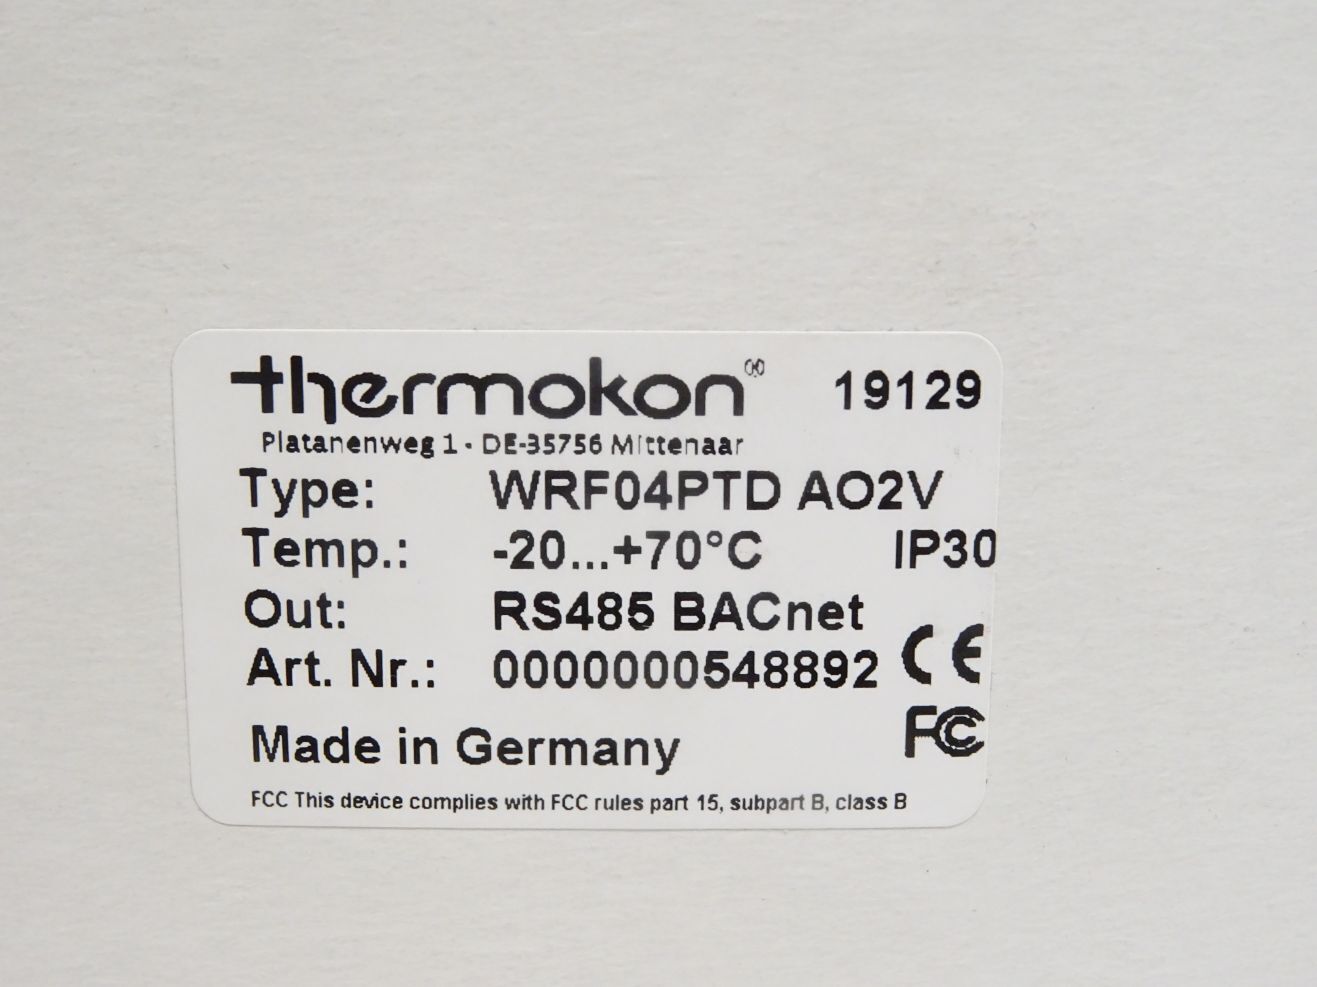 thermokon® 19129
Platanenweg 1 · DE-35756 Mittenaar
Type: WRF04PTD AO2V
Temp.: -20...+70°C IP30
Out: RS485 BACnet
Art. Nr.: 0000000548892 CE
Made in Germany FC
FCC This device complies with FCC rules part 15, subpart B, class B